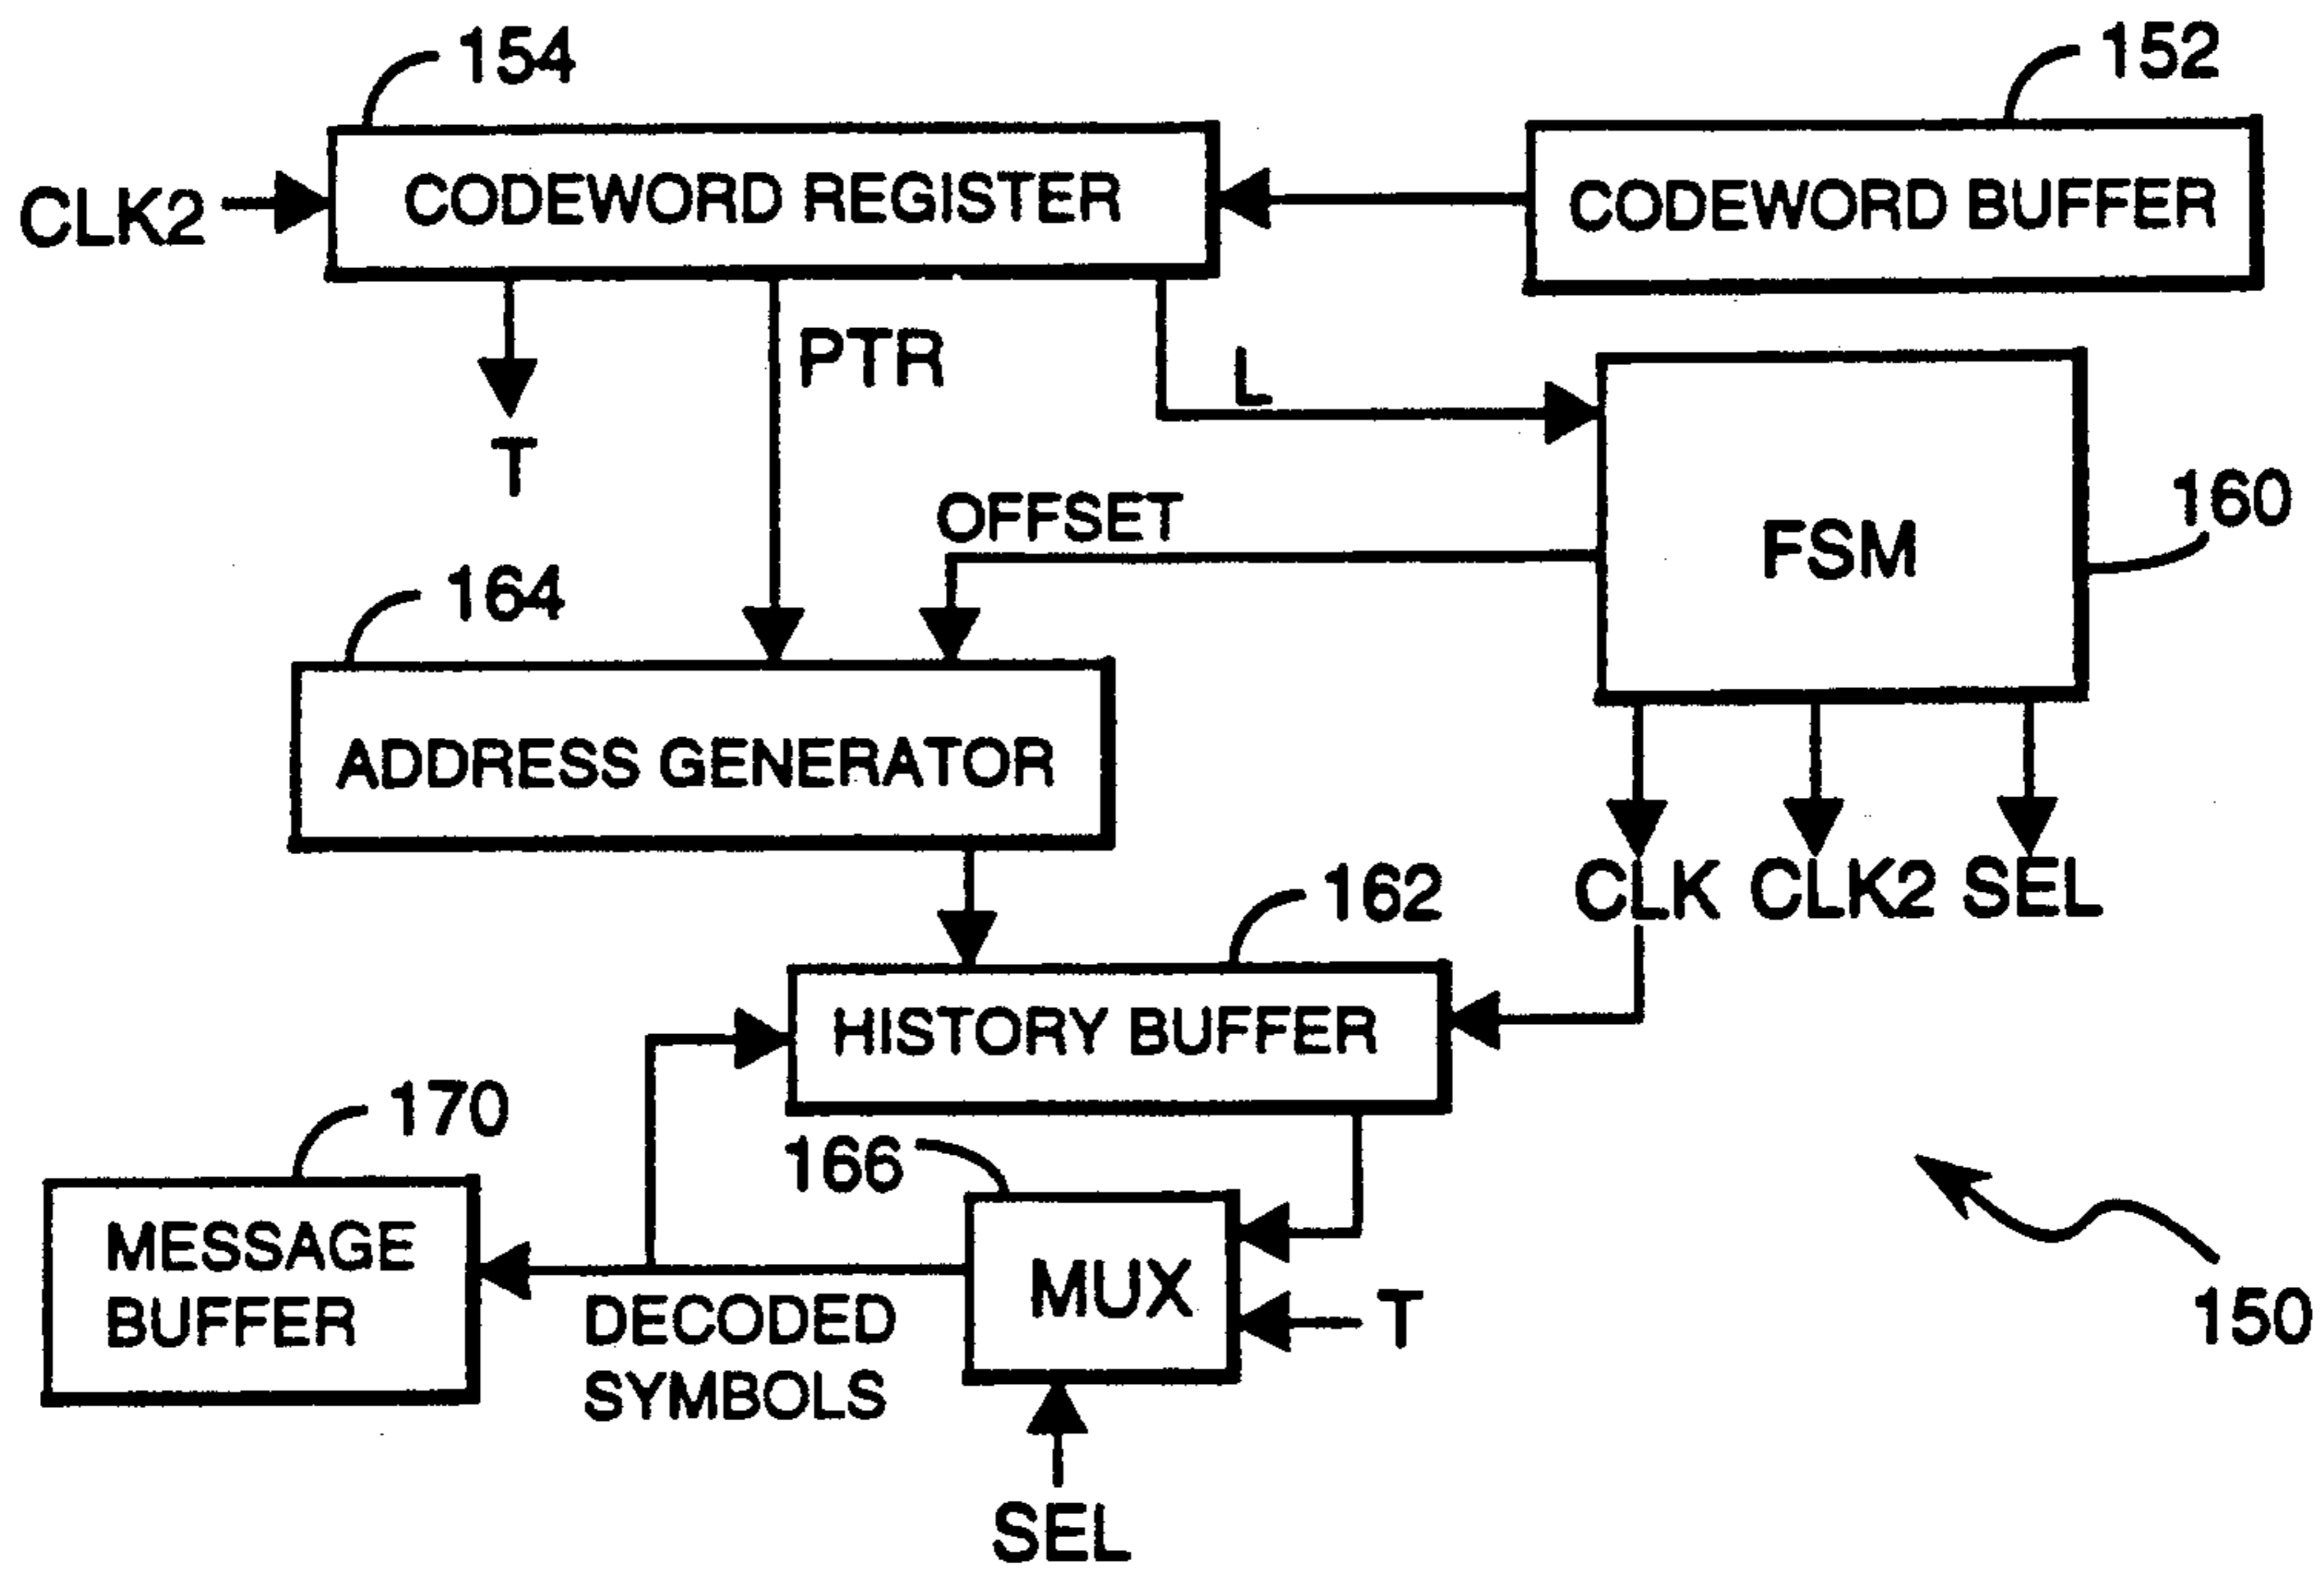 154
152
CLK2
CODEWORD REGISTER
CODEWORD BUFFER
PTR
L
T
OFFSET
FSM
160
164
ADDRESS GENERATOR
CLK CLK2 SEL
162
HISTORY BUFFER
170
166
MESSAGE
BUFFER
MUX
DECODED
SYMBOLS
T
150
SEL